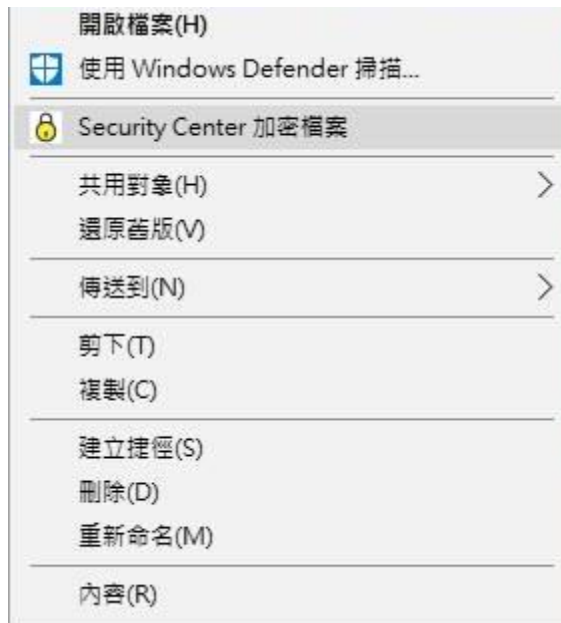 開啟檔案(H)
使用 Windows Defender 掃描...
Security Center 加密檔案
共用對象(H)
還原舊版(V)
傳送到(N)
剪下(T)
複製(C)
建立捷徑(S)
刪除(D)
重新命名(M)
內容(R)